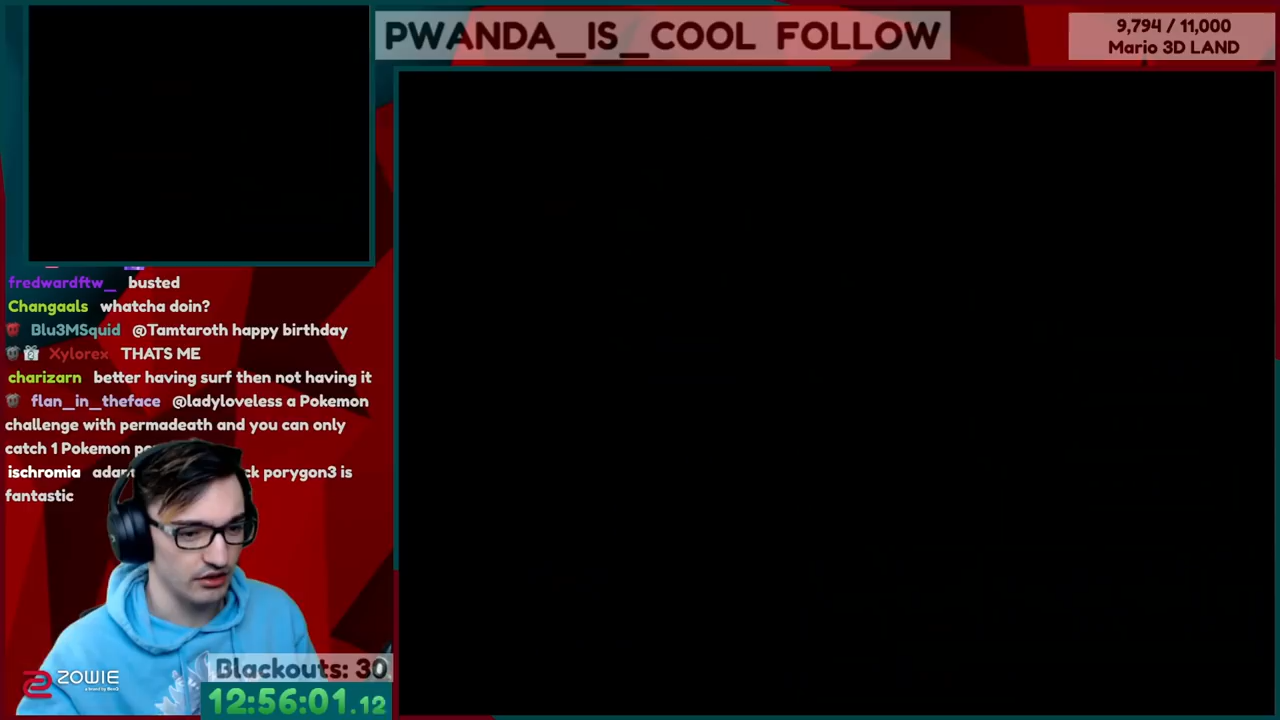 PWANDA_IS_COOL FOLLOW
9,794 / 11,000
Mario 3D LAND
fredwardftw_ busted
Changaals whatcha doin?
Blu3MSquid @Tamtaroth happy birthday
Xylorex THATS ME
charizarn better having surf then not having it
flan_in_theface @ladyloveless a Pokemon
challenge with permadeath and you can only
catch 1 Pokemon
ischromia porygon3 is
fantastic
Blackouts: 30
ZOWIE
12:56:01.12